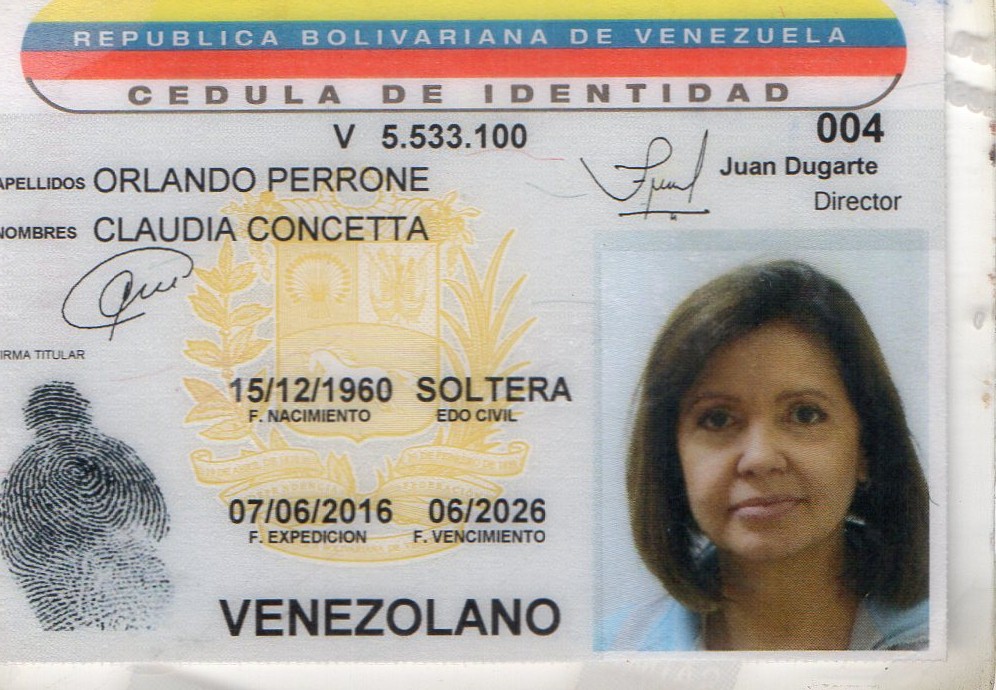 REPUBLICA BOLIVARIANA DE VENEZUELA
CEDULA DE IDENTIDAD
V 5.533.100
004
Juan Dugarte
Director
APELLIDOS ORLANDO PERRONE
NOMBRES CLAUDIA CONCETTA
IRMA TITULAR
15/12/1960 SOLTERA
F. NACIMIENTO EDO CIVIL
07/06/2016 06/2026
F. EXPEDICION F. VENCIMIENTO
VENEZOLANO